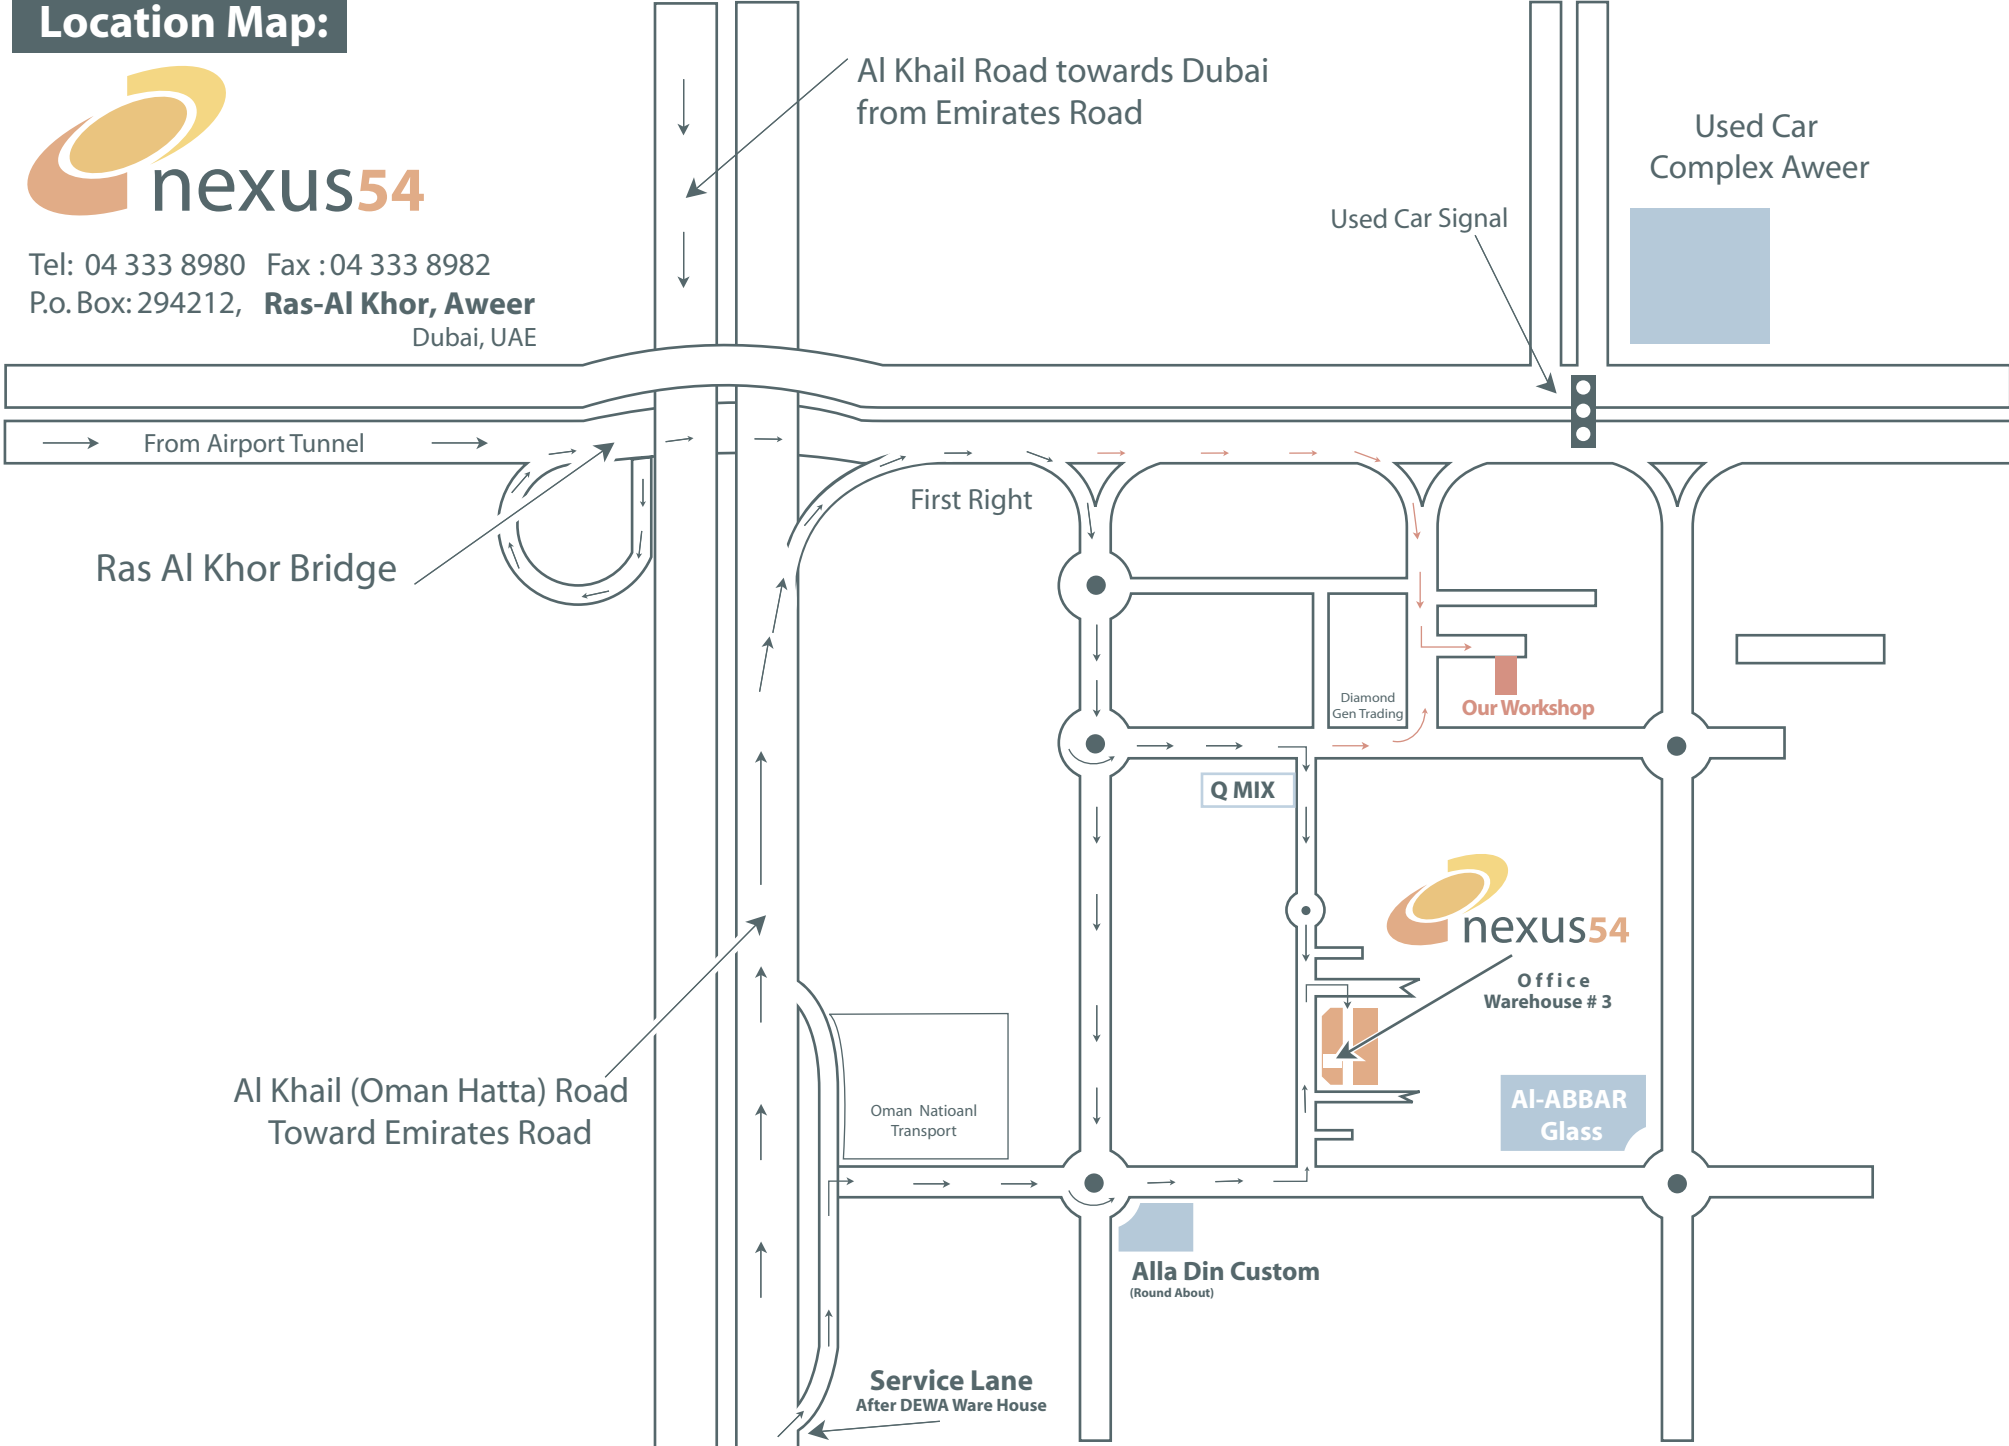 Location Map:
nexus54
Tel: 04 333 8980 Fax : 04 333 8982
P.o. Box: 294212, Ras-Al Khor, Aweer
Dubai, UAE
Al Khail Road towards Dubai
from Emirates Road
Used Car
Complex Aweer
Used Car Signal
From Airport Tunnel
First Right
Ras Al Khor Bridge
Diamond
Gen Trading
Our Workshop
Q MIX
nexus54
Office
Warehouse # 3
Al Khail (Oman Hatta) Road
Toward Emirates Road
Oman Natioanl
Transport
Al-ABBAR
Glass
Alla Din Custom
(Round About)
Service Lane
After DEWA Ware House